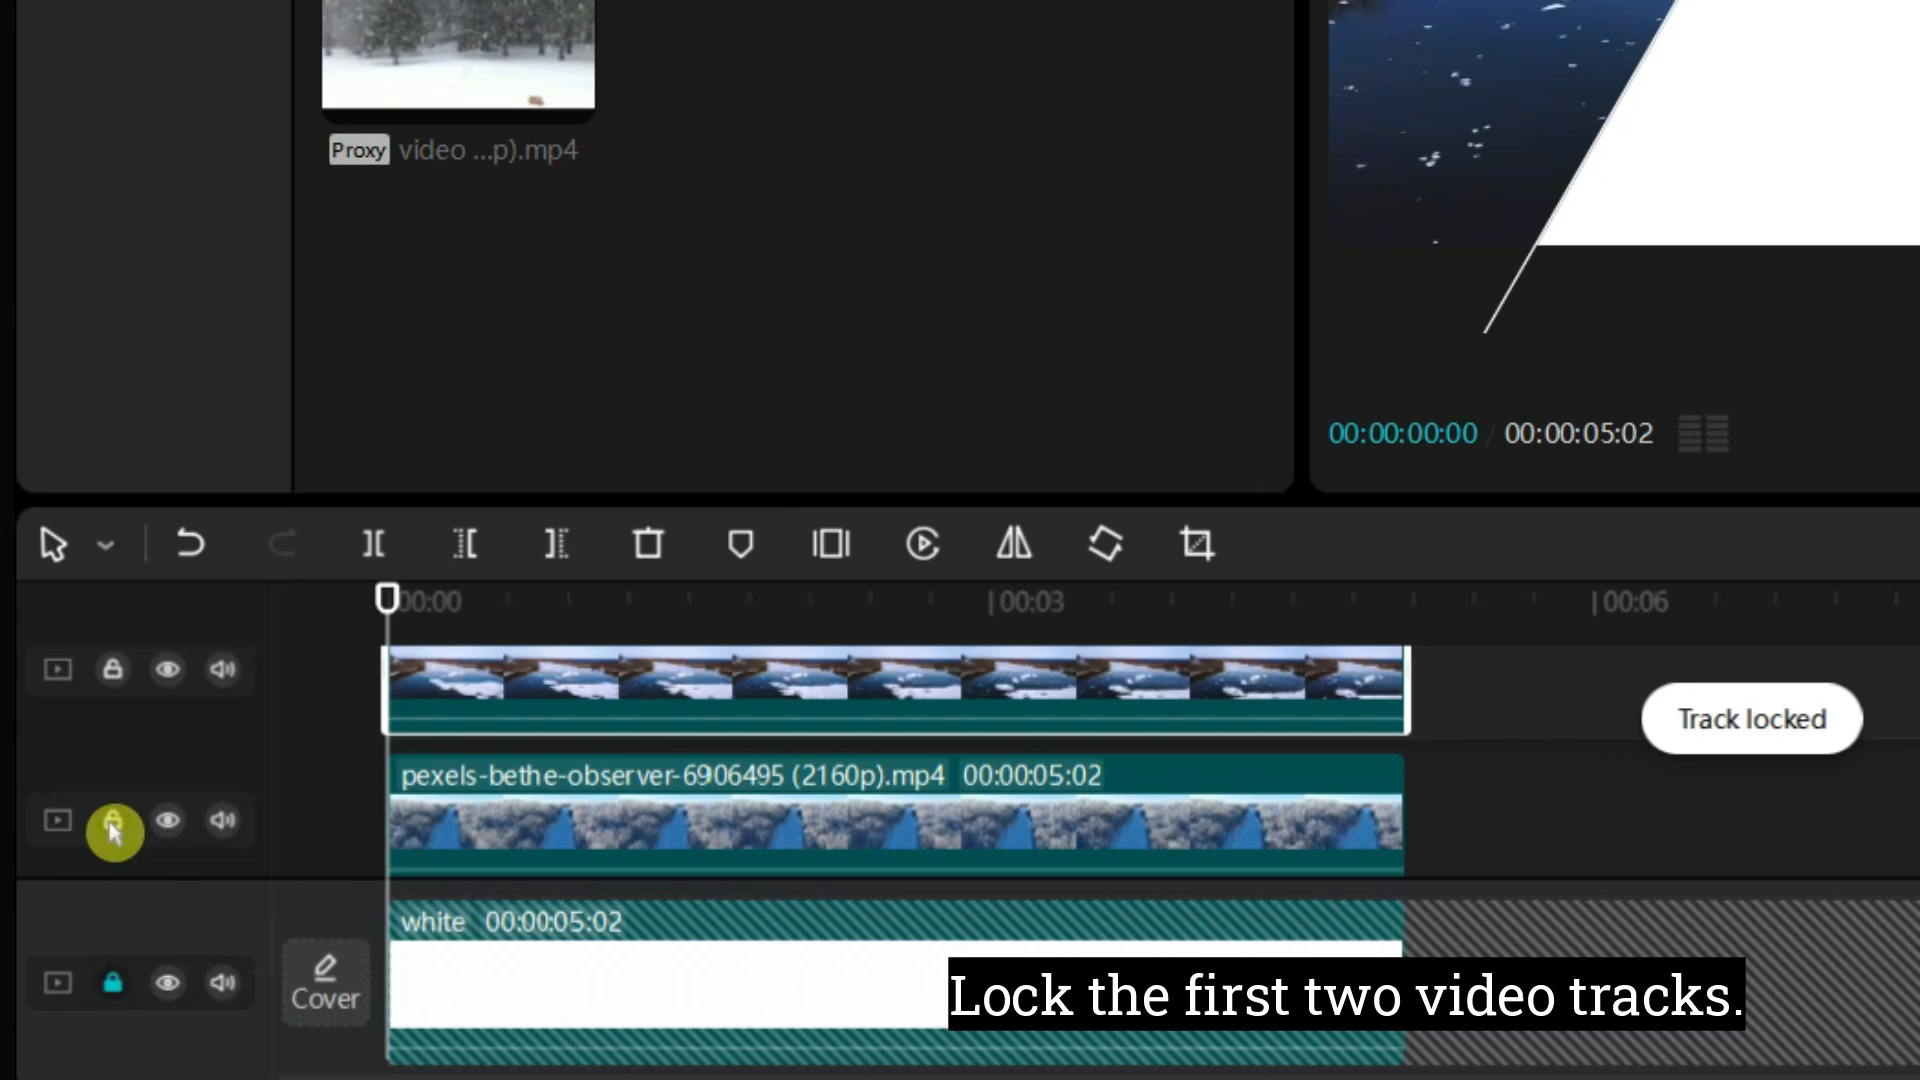 Proxy video ...p).mp4
00:00:00:00 / 00:00:05:02
00:00 |00:03 |00:06
Track locked
pexels-bethe-observer-6906495 (2160p).mp4 00:00:05:02
white 00:00:05:02
Cover
Lock the first two video tracks.